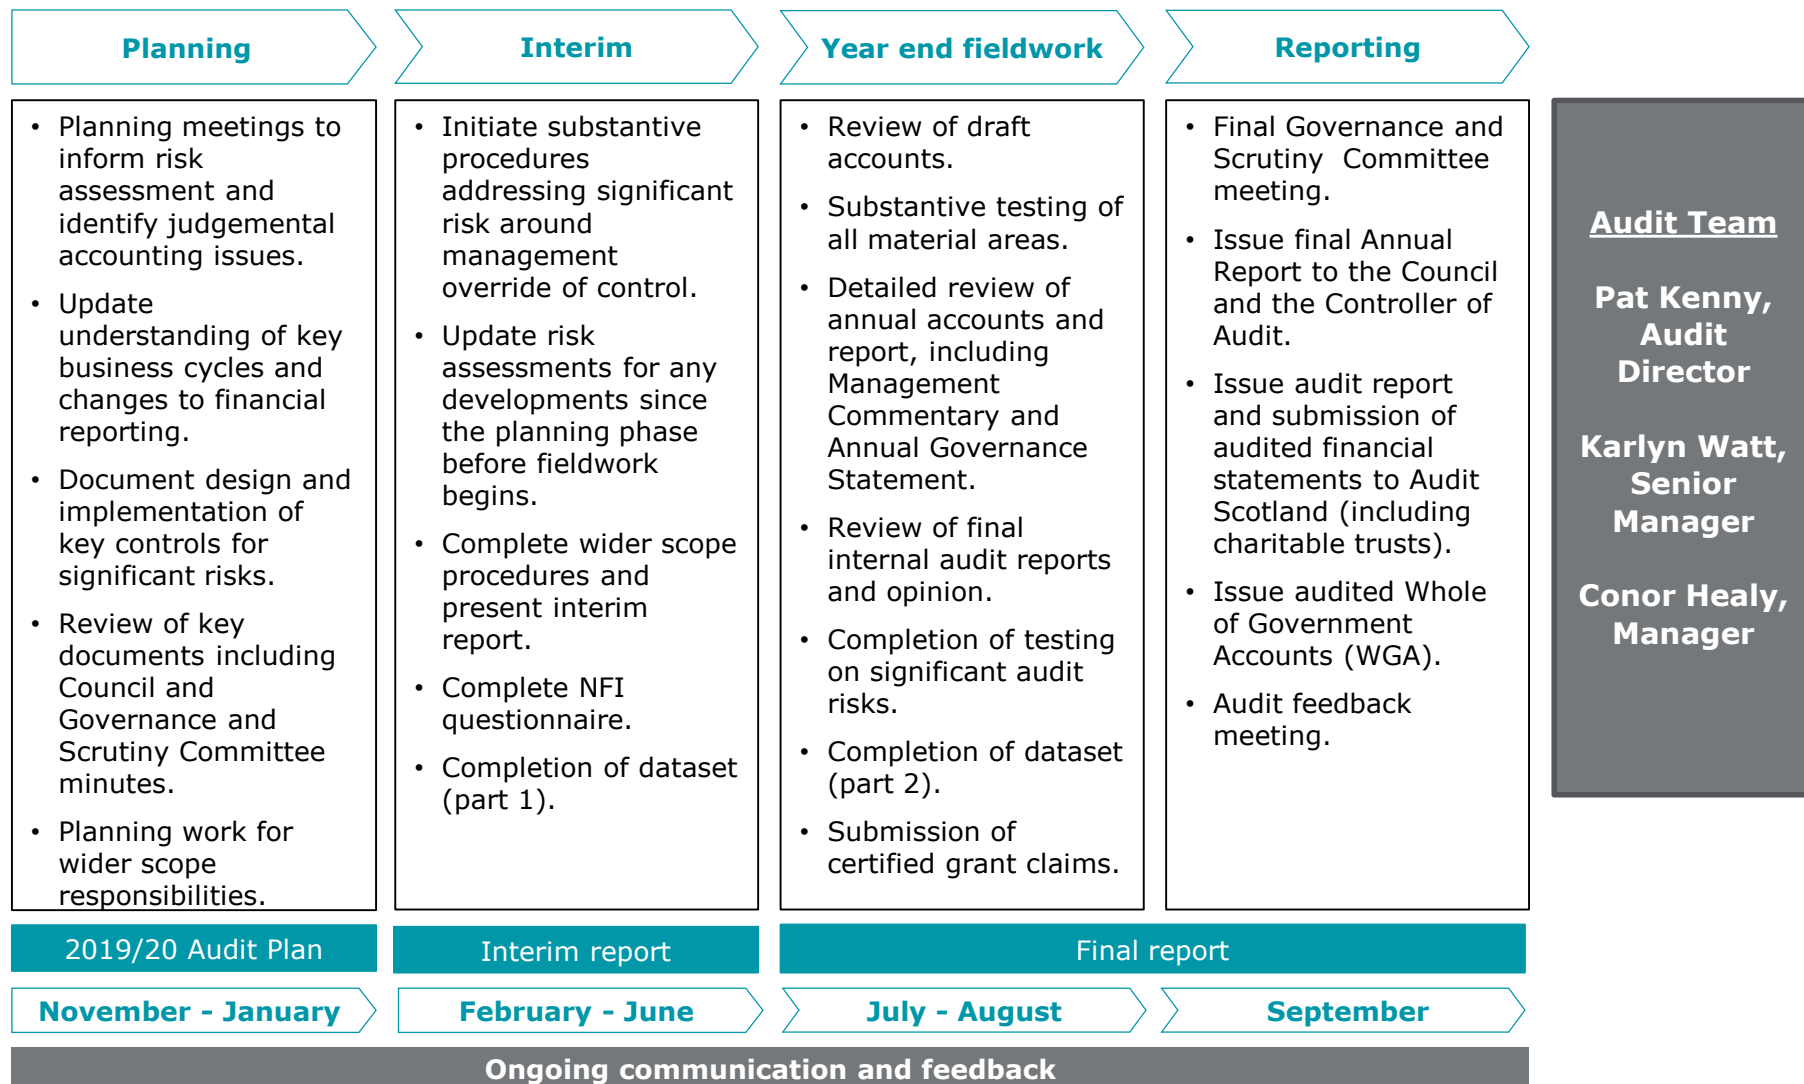 Planning
Interim
Year end fieldwork
Reporting
• Planning meetings to
inform risk
assessment and
identify judgemental
accounting issues.
• Update
understanding of key
business cycles and
changes to financial
reporting.
• Document design and
implementation of
key controls for
significant risks.
• Review of key
documents including
Council and
Governance and
Scrutiny Committee
minutes.
• Planning work for
wider scope
responsibilities.
• Initiate substantive
procedures
addressing significant
risk around
management
override of control.
• Update risk
assessments for any
developments since
the planning phase
before fieldwork
begins.
• Complete wider scope
procedures and
present interim
report.
• Complete NFI
questionnaire.
• Completion of dataset
(part 1).
• Review of draft
accounts.
• Substantive testing of
all material areas.
• Detailed review of
annual accounts and
report, including
Management
Commentary and
Annual Governance
Statement.
• Review of final
internal audit reports
and opinion.
• Completion of testing
on significant audit
risks.
• Completion of dataset
(part 2).
• Submission of
certified grant claims.
• Final Governance and
Scrutiny Committee
meeting.
• Issue final Annual
Report to the Council
and the Controller of
Audit.
• Issue audit report
and submission of
audited financial
statements to Audit
Scotland (including
charitable trusts).
• Issue audited Whole
of Government
Accounts (WGA).
• Audit feedback
meeting.
Audit Team
Pat Kenny,
Audit
Director
Karlyn Watt,
Senior
Manager
Conor Healy,
Manager
2019/20 Audit Plan
Interim report
Final report
November - January
February - June
July - August
September
Ongoing communication and feedback